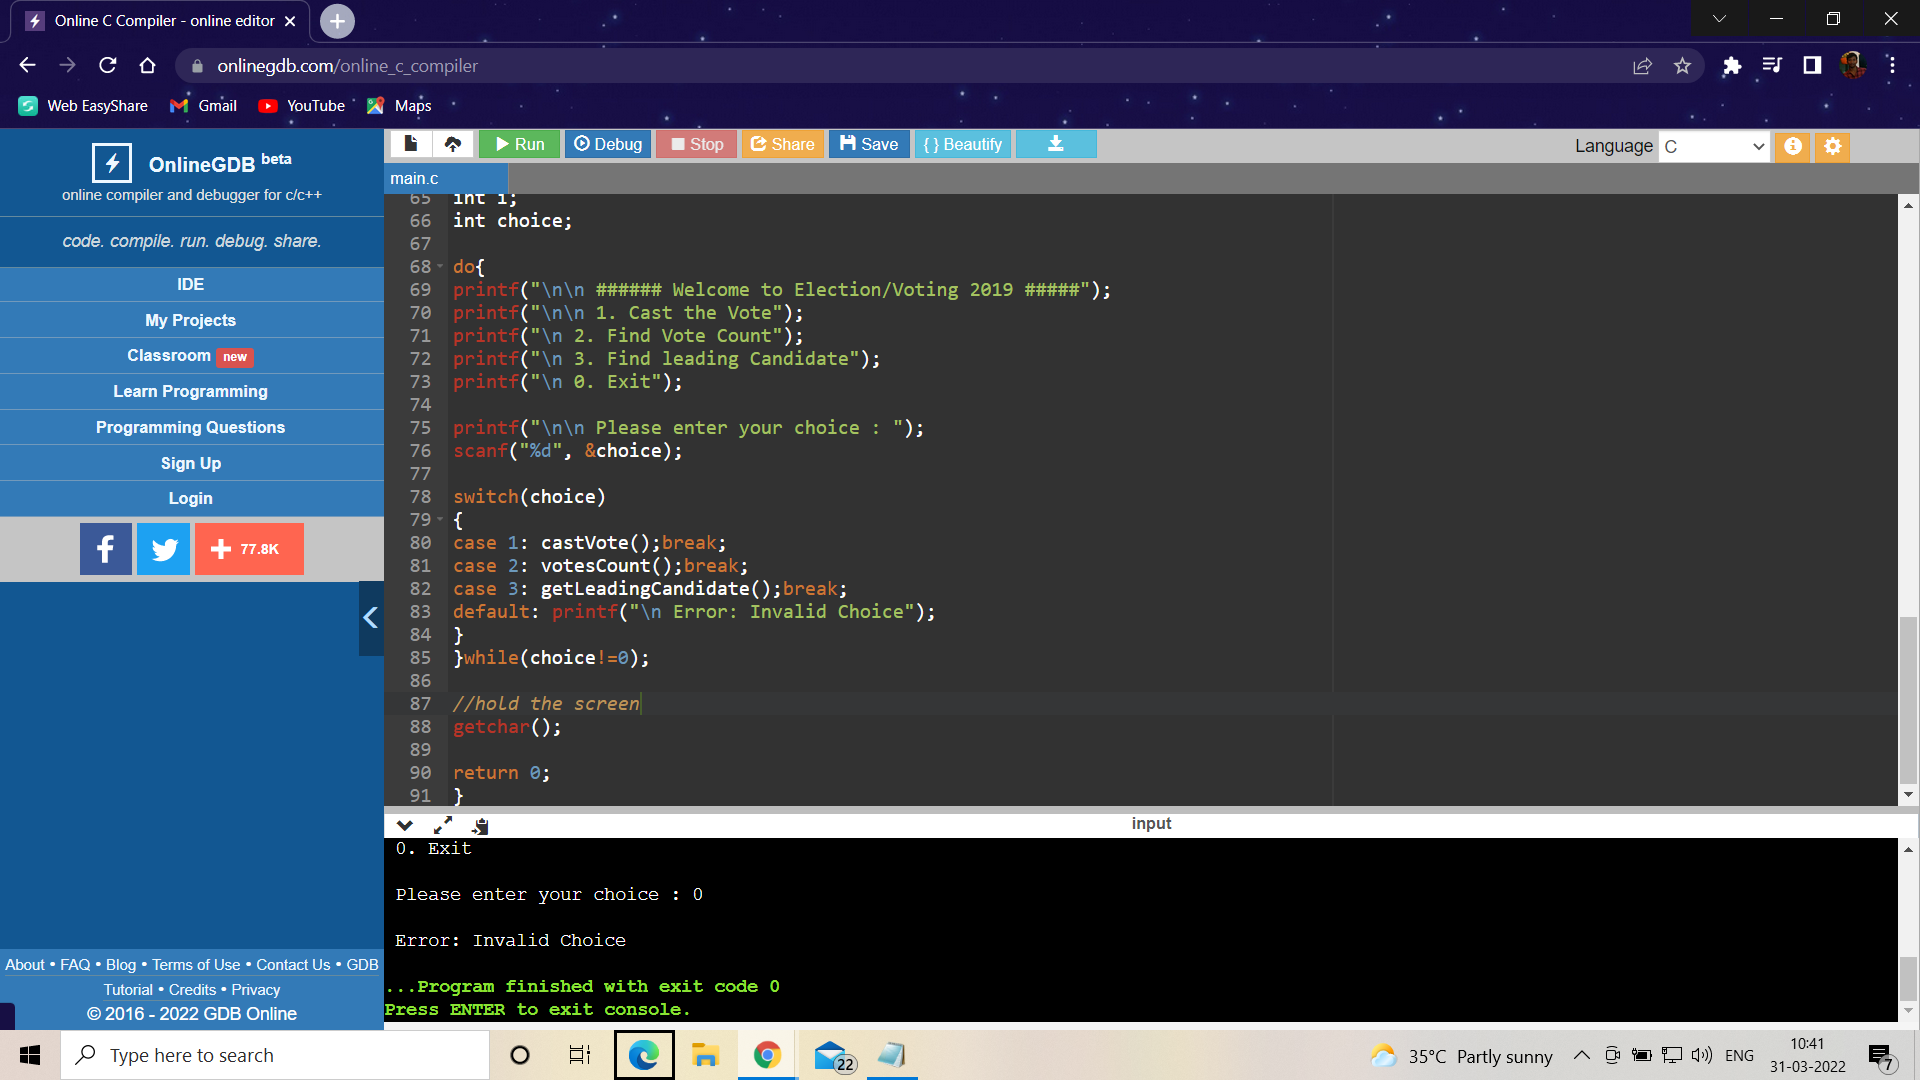 Online C Compiler - online editor
onlinegdb.com/online_c_compiler
Web EasyShare Gmail YouTube Maps
OnlineGDB beta
online compiler and debugger for c/c++
code. compile. run. debug. share.
IDE
My Projects
Classroom new
Learn Programming
Programming Questions
Sign Up
Login
77.8K
About • FAQ • Blog • Terms of Use • Contact Us • GDB
Tutorial • Credits • Privacy
© 2016 - 2022 GDB Online
Run Debug Stop Share Save { } Beautify Language C
main.c
65 int i;
66 int choice;
67
68 do{
69 printf("\n\n ###### Welcome to Election/Voting 2019 #####");
70 printf("\n\n 1. Cast the Vote");
71 printf("\n 2. Find Vote Count");
72 printf("\n 3. Find leading Candidate");
73 printf("\n 0. Exit");
74
75 printf("\n\n Please enter your choice : ");
76 scanf("%d", &choice);
77
78 switch(choice)
79 {
80 case 1: castVote();break;
81 case 2: votesCount();break;
82 case 3: getLeadingCandidate();break;
83 default: printf("\n Error: Invalid Choice");
84 }
85 }while(choice!=0);
86
87 //hold the screen
88 getchar();
89
90 return 0;
91 }
input
0. Exit
Please enter your choice : 0
Error: Invalid Choice
...Program finished with exit code 0
Press ENTER to exit console.
Type here to search
22
35°C Partly sunny
ENG
10:41
31-03-2022
7